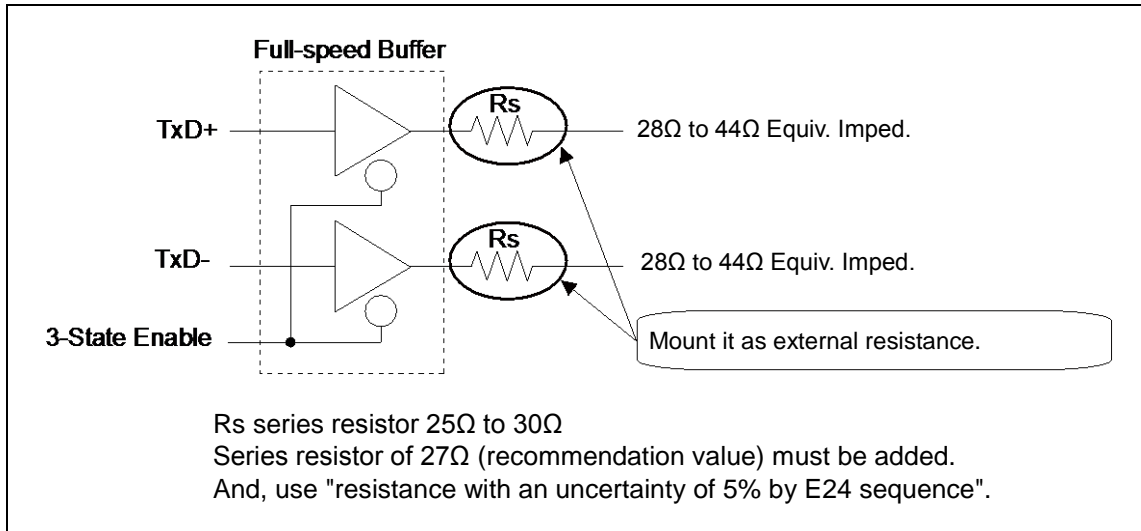 Full-speed Buffer
TxD+
Rs
28Ω to 44Ω Equiv. Imped.
TxD-
Rs
28Ω to 44Ω Equiv. Imped.
3-State Enable
Mount it as external resistance.
Rs series resistor 25Ω to 30Ω
Series resistor of 27Ω (recommendation value) must be added.
And, use "resistance with an uncertainty of 5% by E24 sequence".